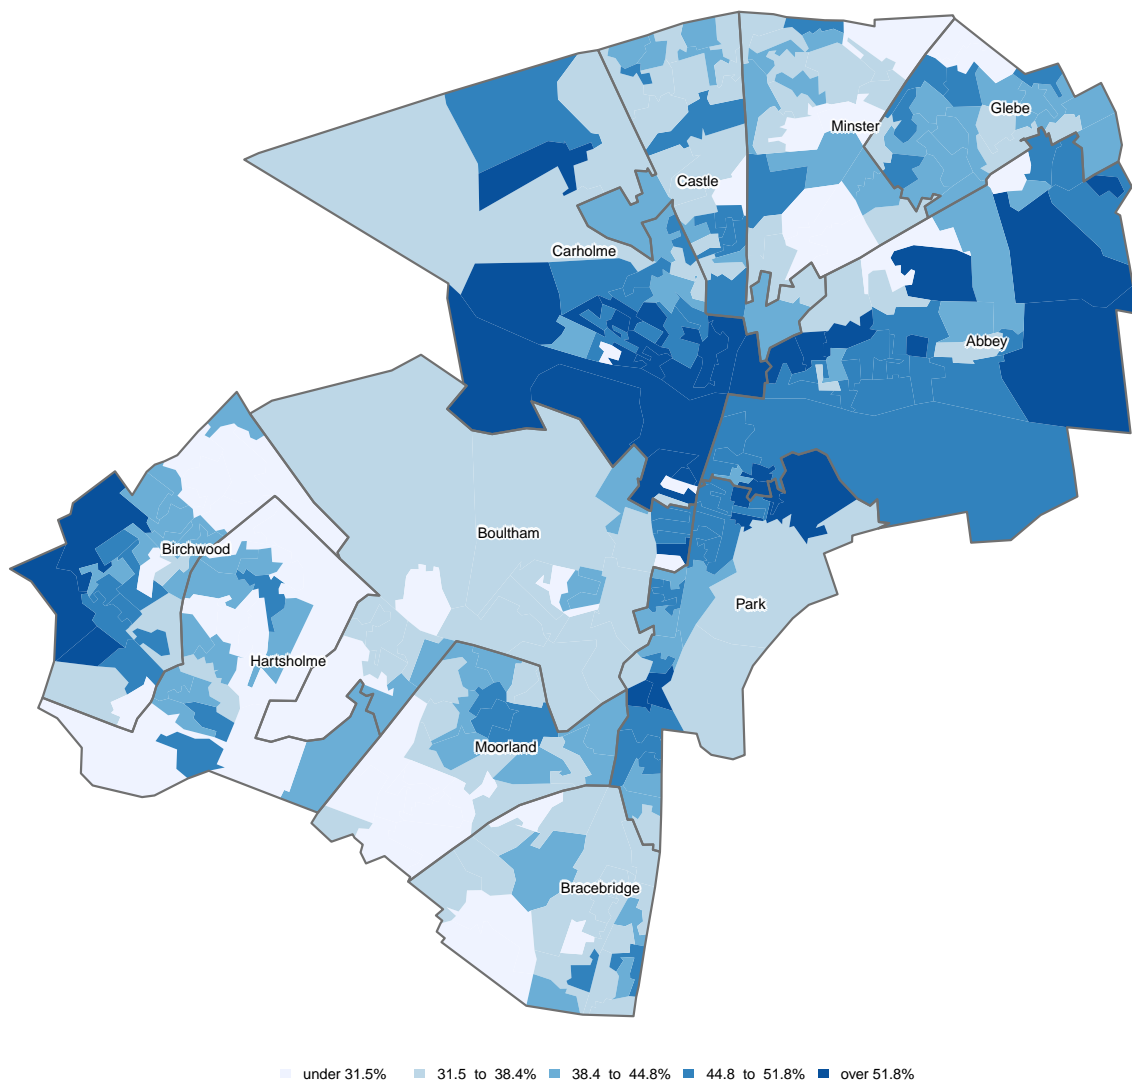 Glebe
Minster
Castle
Carholme
Abbey
Boultham
Birchwood
Park
Hartsholme
Moorland
Bracebridge
under 31.5% 31.5 to 38.4% 38.4 to 44.8% 44.8 to 51.8% over 51.8%